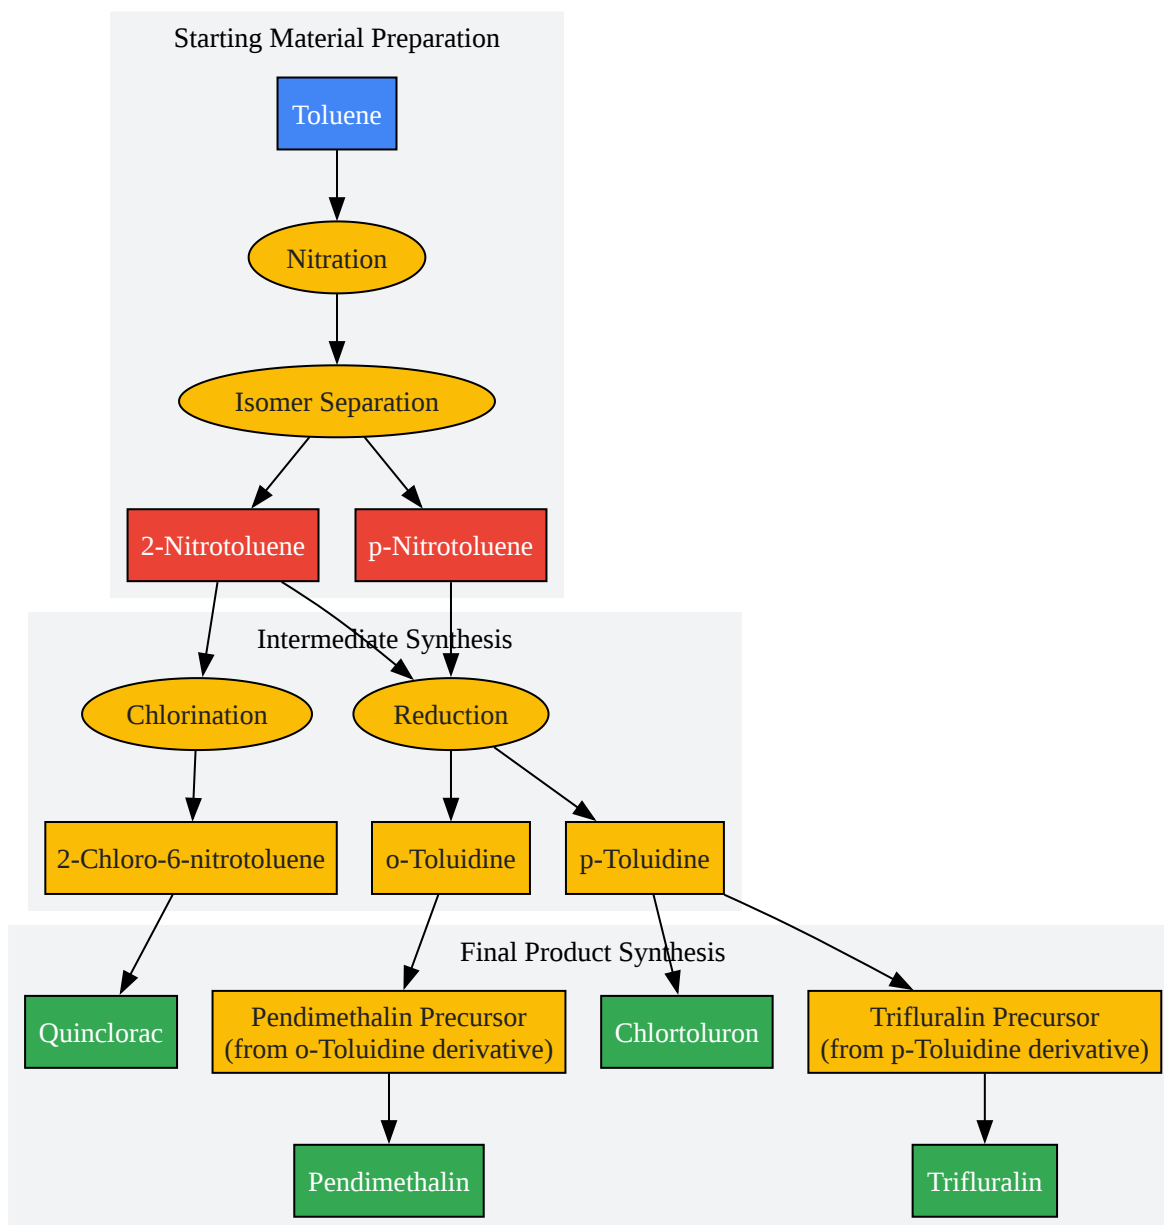 Starting Material Preparation
Toluene
Nitration
Isomer Separation
2-Nitrotoluene
p-Nitrotoluene
Intermediate Synthesis
Chlorination
Reduction
2-Chloro-6-nitrotoluene
o-Toluidine
p-Toluidine
Final Product Synthesis
Quinclorac
Pendimethalin Precursor
(from o-Toluidine derivative)
Chlortoluron
Trifluralin Precursor
(from p-Toluidine derivative)
Pendimethalin
Trifluralin